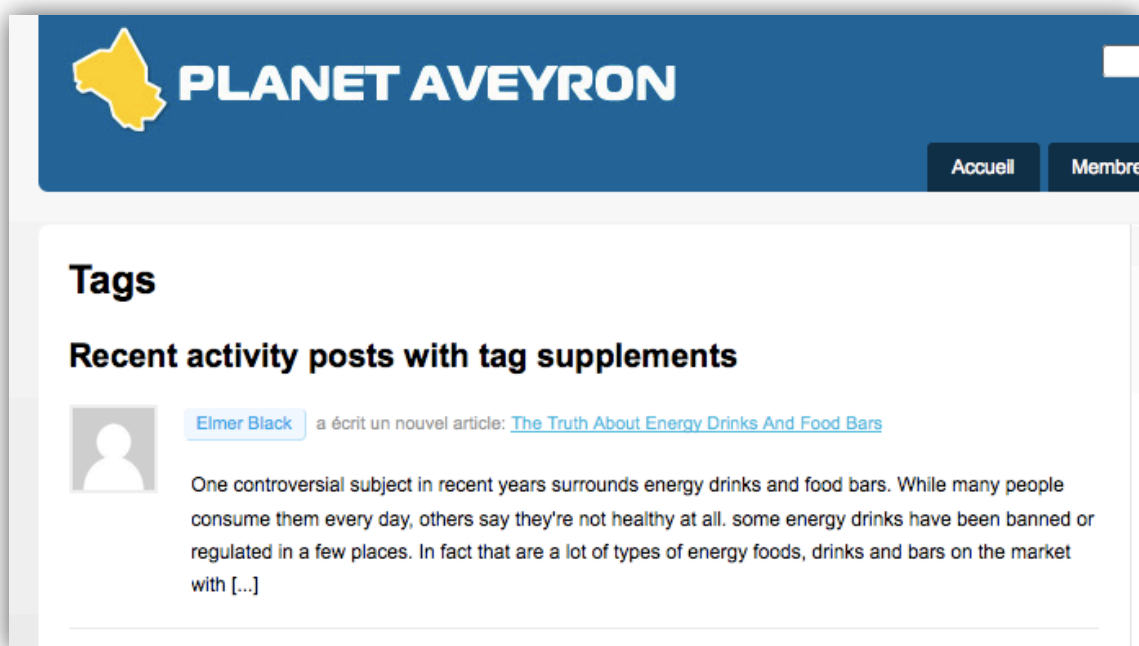 PLANET AVEYRON
Accueil
Membre
Tags
Recent activity posts with tag supplements
Elmer Black a écrit un nouvel article: The Truth About Energy Drinks And Food Bars
One controversial subject in recent years surrounds energy drinks and food bars. While many people
consume them every day, others say they're not healthy at all. some energy drinks have been banned or
regulated in a few places. In fact that are a lot of types of energy foods, drinks and bars on the market
with [...]